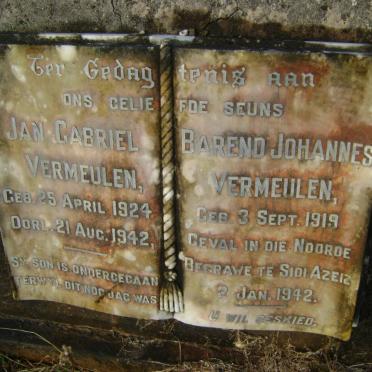 Ter Gedagtenis aan
ons gelie fde seuns
Jan Gabriel
Vermeulen,
Geb. 25 April 1924
Oorl. 21 Aug. 1942,
Sy son is ondergegaan
terwyl dit nog dag was
Barend Johannes
Vermeulen,
Geb. 3 Sept. 1919
Geval in die Noorde
Begrawe te Sidi Azeiz
2 Jan. 1942.
U wil geskied.